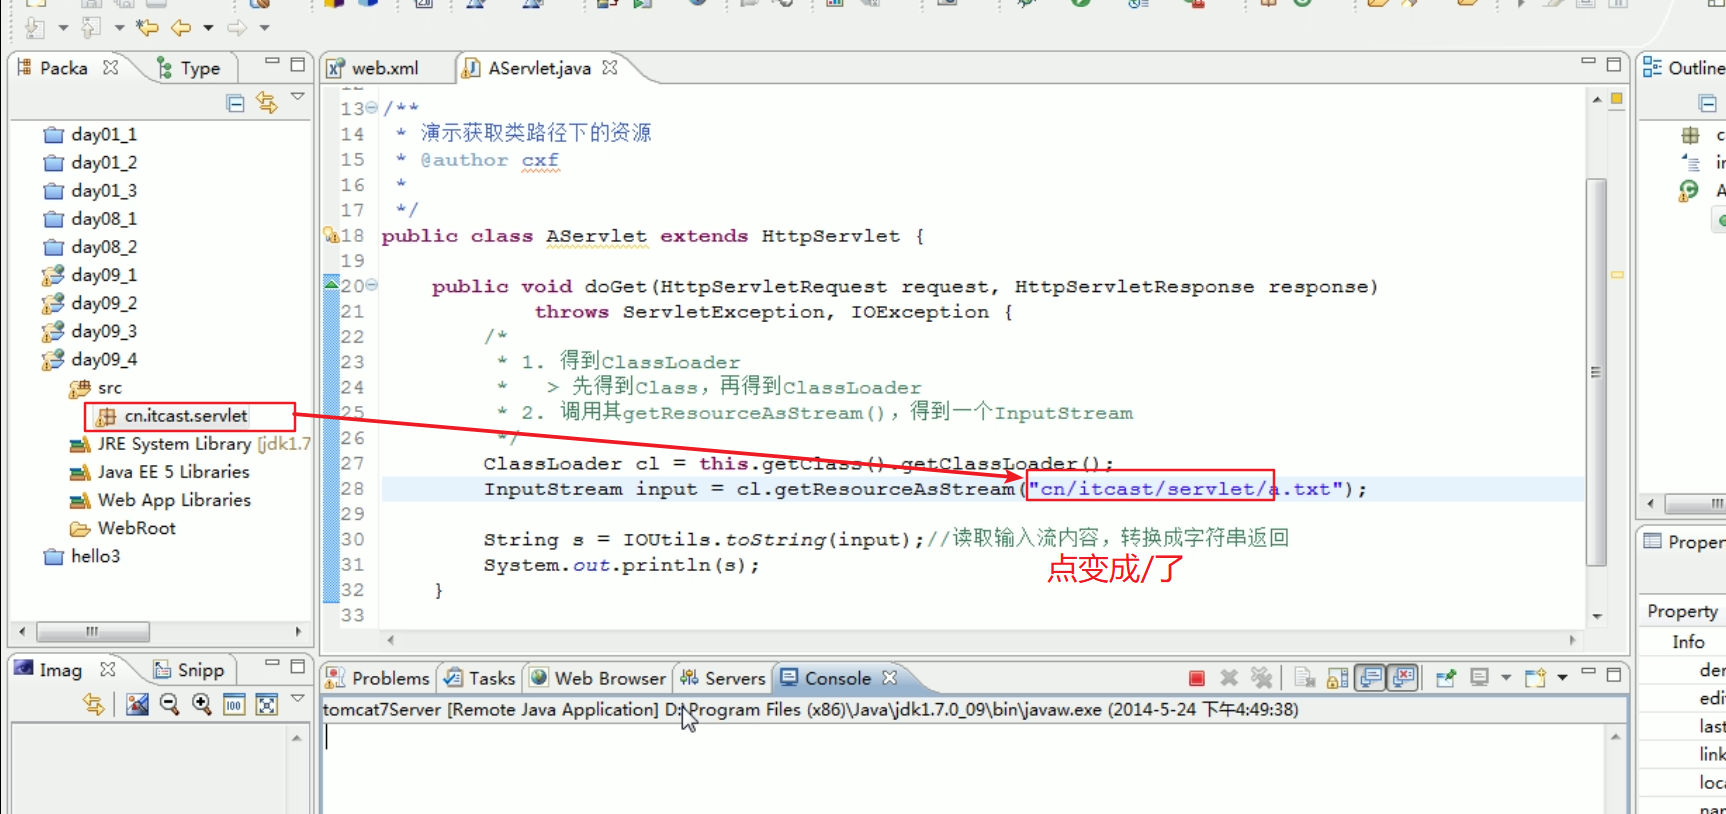 Packa
Type
web.xml
AServlet.java
Outline
day01_1
day01_2
day01_3
day08_1
day08_2
day09_1
day09_2
day09_3
day09_4
src
cn.itcast.servlet
JRE System Library [jdk1.7
Java EE 5 Libraries
Web App Libraries
WebRoot
hello3
13 /**
14 * 演示获取类路径下的资源
15 * @author cxf
16 *
17 */
18 public class AServlet extends HttpServlet {
19
20 public void doGet(HttpServletRequest request, HttpServletResponse response)
21 throws ServletException, IOException {
22 /*
23 * 1. 得到ClassLoader
24 * > 先得到Class，再得到ClassLoader
25 * 2. 调用其getResourceAsStream()，得到一个InputStream
26 */
27 ClassLoader cl = this.getClass().getClassLoader();
28 InputStream input = cl.getResourceAsStream("cn/itcast/servlet/a.txt");
29
30 String s = IOUtils.toString(input);//读取输入流内容，转换成字符串返回
31 System.out.println(s);
点变成/了
32 }
33
Proper
Property
Info
der
edi
last
link
loca
Imag
Snipp
Problems
Tasks
Web Browser
Servers
Console
tomcat7Server [Remote Java Application] D:\Program Files (x86)\Java\jdk1.7.0_09\bin\javaw.exe (2014-5-24 下午4:49:38)